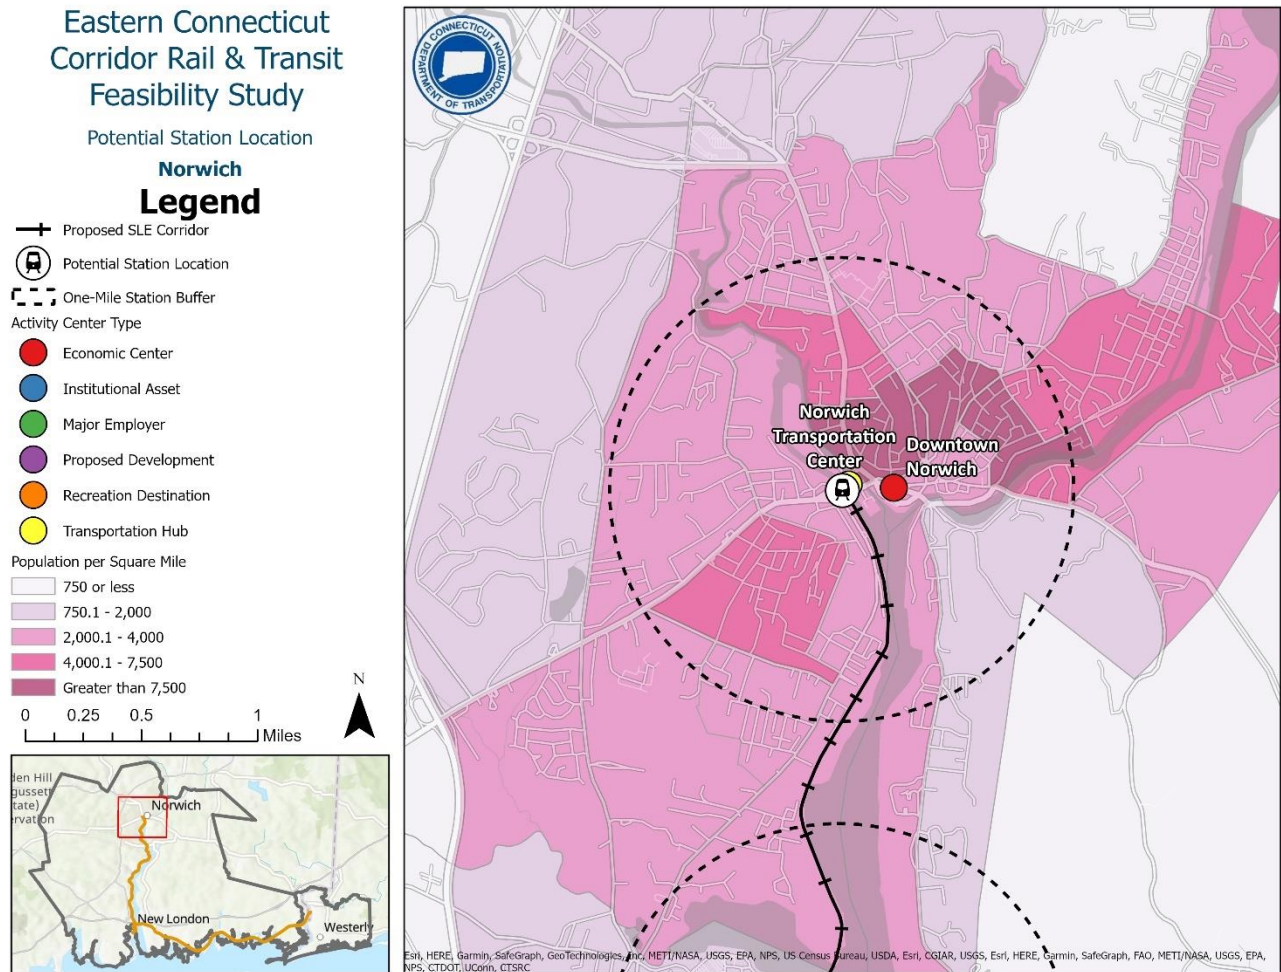 Eastern Connecticut
Corridor Rail & Transit
Feasibility Study
Potential Station Location
Norwich
Legend
Proposed SLE Corridor
Potential Station Location
One-Mile Station Buffer
Activity Center Type
Economic Center
Institutional Asset
Major Employer
Proposed Development
Recreation Destination
Transportation Hub
Population per Square Mile
750 or less
750.1 - 2,000
2,000.1 - 4,000
4,000.1 - 7,500
Greater than 7,500
N
0 0.25 0.5 1
Miles
den Hill
gussett
tate)
ervation
Norwich
New London
Westerly
CONNECTICUT
DEPARTMENT OF TRANSPORTATION
Norwich
Transportation
Center
Downtown
Norwich
Esri, HERE, Garmin, SafeGraph, GeoTechnologies, Inc, METI/NASA, USGS, EPA, NPS, US Census Bureau, USDA, Esri, CGIAR, USGS, Esri, HERE, Garmin, SafeGraph, FAO, METI/NASA, USGS, EPA,
NPS, CTDOT, UConn, CTSRC